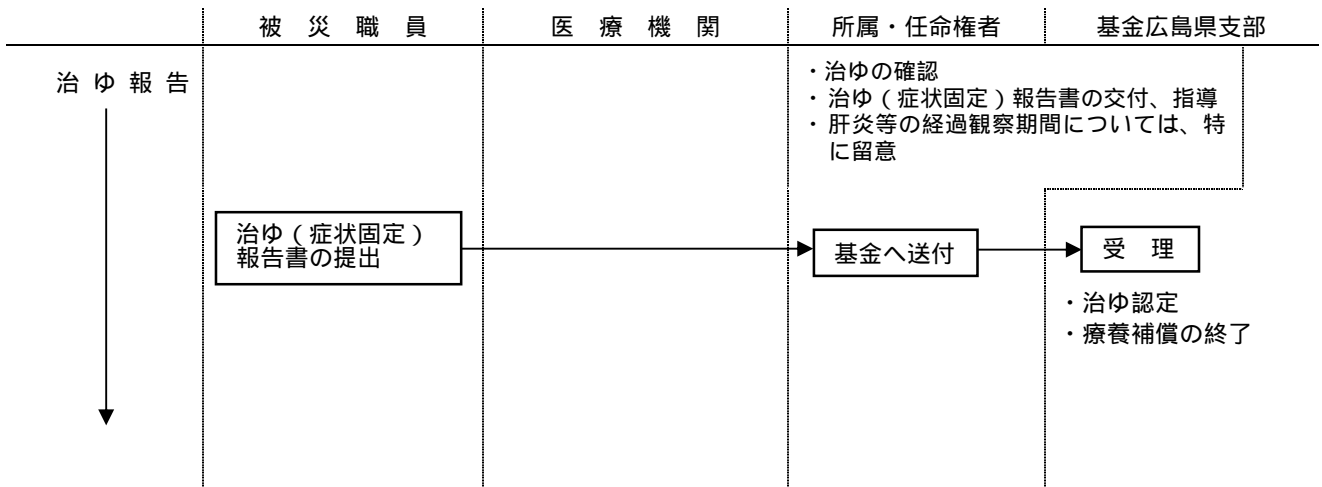 被災職員
医療機関
所属・任命権者
基金広島県支部
治ゆ報告
・治ゆの確認
・治ゆ（症状固定）報告書の交付、指導
・肝炎等の経過観察期間については、特
に留意
治ゆ（症状固定）
報告書の提出
基金へ送付
受理
・治ゆ認定
・療養補償の終了